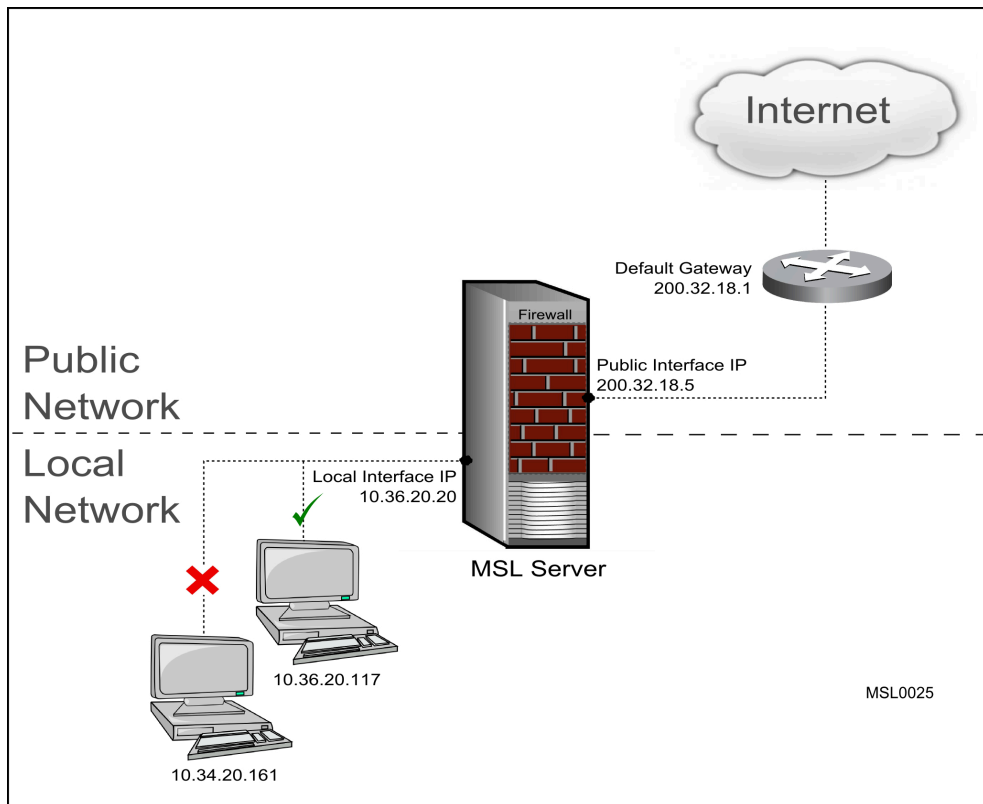 Internet
Default Gateway
200.32.18.1
Firewall
Public Interface IP
200.32.18.5
Public
Network
Local
Network
Local Interface IP
10.36.20.20
MSL Server
10.36.20.117
10.34.20.161
MSL0025